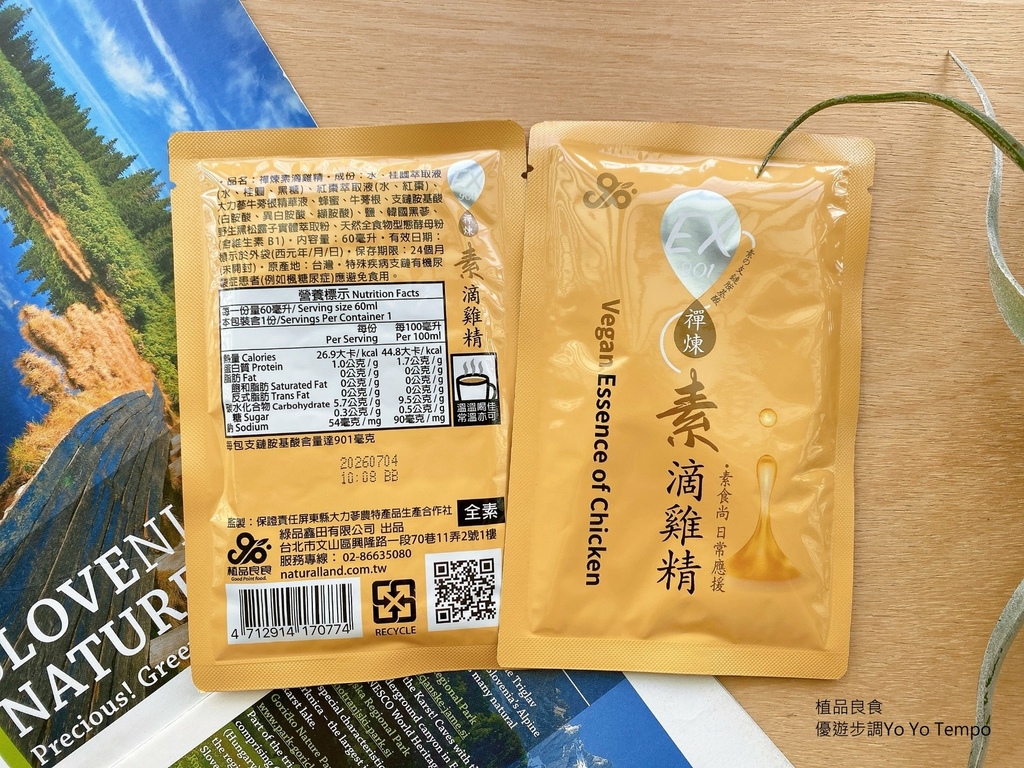 品名：禪煉素滴雞精・成份：水、桂圓萃取液
(水、桂圓、黑糖)、紅棗萃取液(水、紅棗)、
大力蔘牛蒡根精華液、蜂蜜、牛蒡根、支鏈胺基酸
(白胺酸、異白胺酸、纈胺酸)、鹽、韓國黑蔘、
野生黑松露子實體萃取粉、天然全食物型態酵母粉
(含維生素 B1)・內容量：60毫升・有效日期：
標示於外袋(西元年/月/日)・保存期限：24個月
(未開封)・原產地：台灣・特殊疾病支鏈有機尿
酸症患者(例如楓糖尿症)應避免食用。
營養標示 Nutrition Facts
每一份量60毫升/ Serving size 60ml
本包裝含1份/Servings Per Container 1
每份 每100毫升
Per Serving Per 100ml
熱量 Calories 26.9大卡/ kcal 44.8大卡/ kcal
蛋白質 Protein 1.0公克/ g 1.7公克/ g
脂肪 Fat 0公克/ g 0公克/ g
飽和脂肪 Saturated Fat 0公克/ g 0公克/ g
反式脂肪 Trans Fat 0公克/ g 0公克/ g
碳水化合物 Carbohydrate 5.7公克/ g 9.5公克/ g
糖 Sugar 0.3公克/ g 0.5公克/ g
鈉 Sodium 54毫克/ mg 90毫克/ mg
每包支鏈胺基酸含量達901毫克
20260704
10:08 BB
禪煉
素滴雞精
溫溫喝佳
常溫亦可
監製：保證責任屏東縣大力蔘農特產品生產合作社
全素
綠品鑫田有限公司 出品
台北市文山區興隆路一段70巷11弄2號1樓
服務專線：02-86635080
naturalland.com.tw
植品良食
Good Point food.
4 712914 170774
RECYCLE
EX
901
素の支鏈胺基酸
禪煉
素滴雞精
Vegan Essence of Chicken
・素食尚 日常應援
SLOVENI
NATUR
Precious! Gree
植品良食
優遊步調Yo Yo Tempo